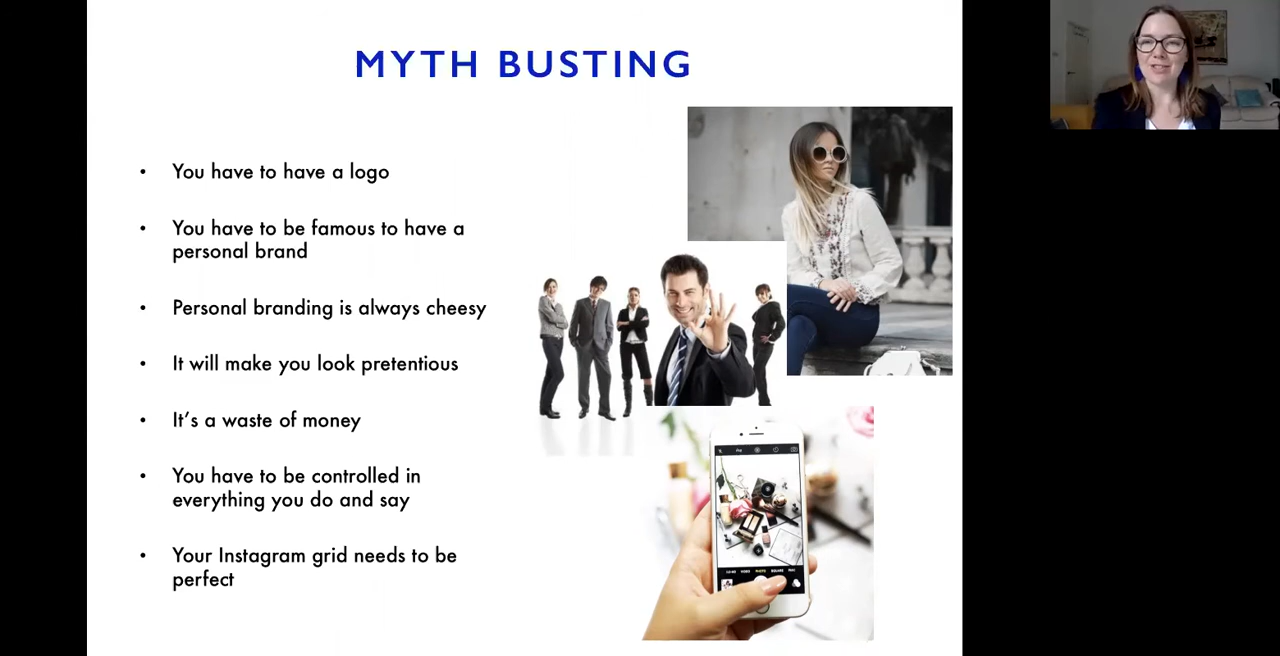 MYTH BUSTING
• You have to have a logo
• You have to be famous to have a
personal brand
• Personal branding is always cheesy
• It will make you look pretentious
• It’s a waste of money
• You have to be controlled in
everything you do and say
• Your Instagram grid needs to be
perfect